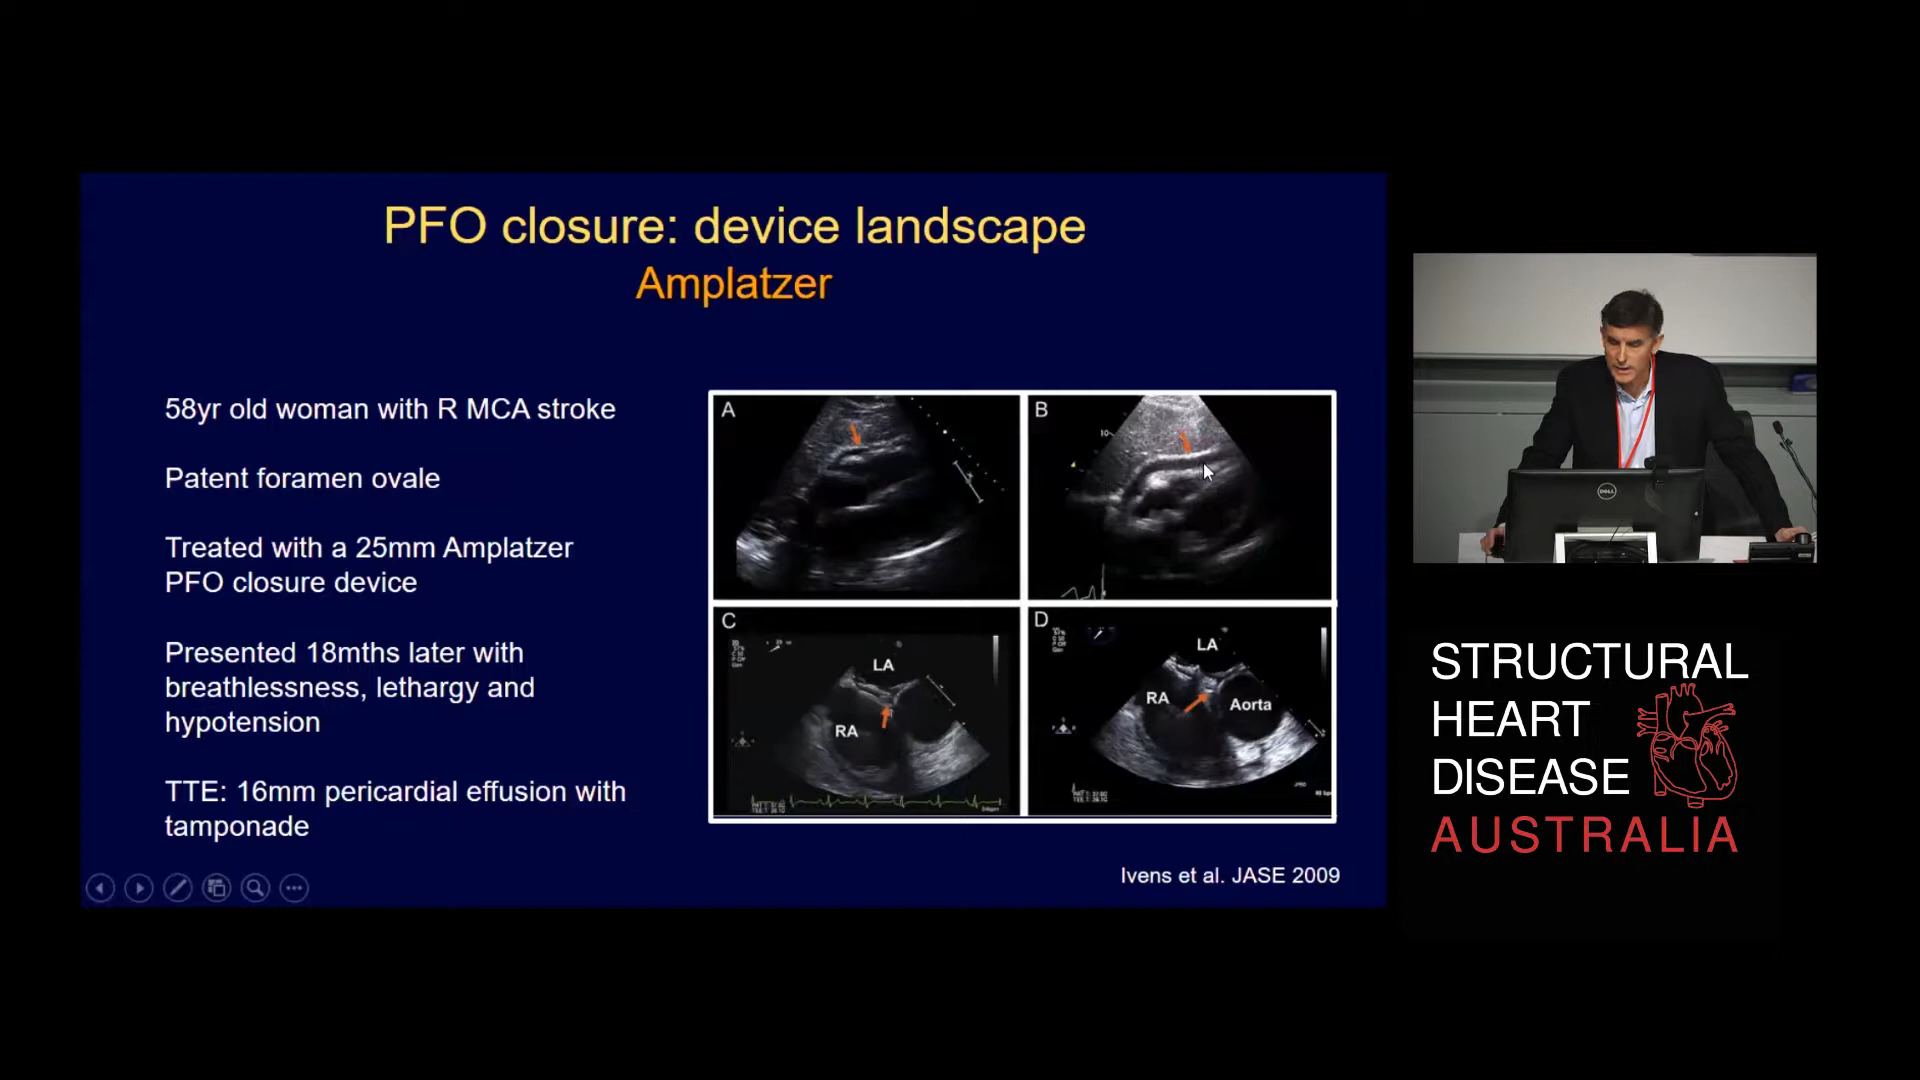 PFO closure: device landscape
Amplatzer
58yr old woman with R MCA stroke
Patent foramen ovale
Treated with a 25mm Amplatzer
PFO closure device
Presented 18mths later with
breathlessness, lethargy and
hypotension
TTE: 16mm pericardial effusion with
tamponade
A
B
10
C
LA
RA
D
LA
RA
Aorta
Ivens et al. JASE 2009
DELL
STRUCTURAL
HEART
DISEASE
AUSTRALIA